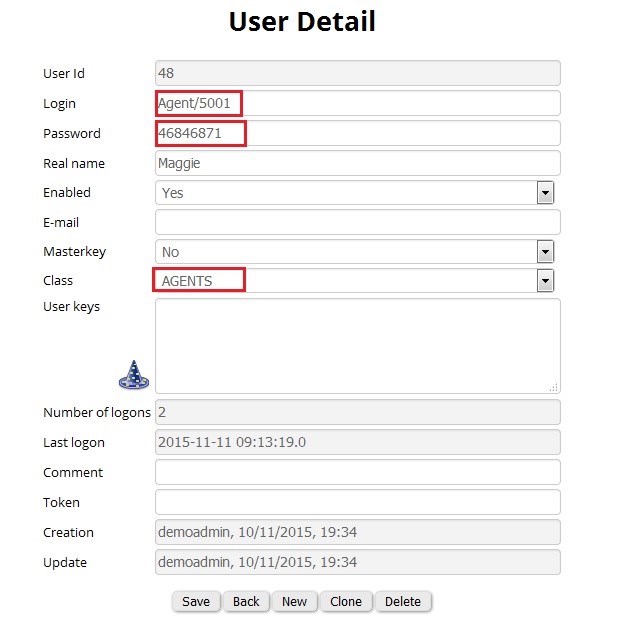 User Detail
User Id 48
Login Agent/5001
Password 46846871
Real name Maggie
Enabled Yes
E-mail
Masterkey No
Class AGENTS
User keys
Number of logons 2
Last logon 2015-11-11 09:13:19.0
Comment
Token
Creation demoadmin, 10/11/2015, 19:34
Update demoadmin, 10/11/2015, 19:34
Save Back New Clone Delete